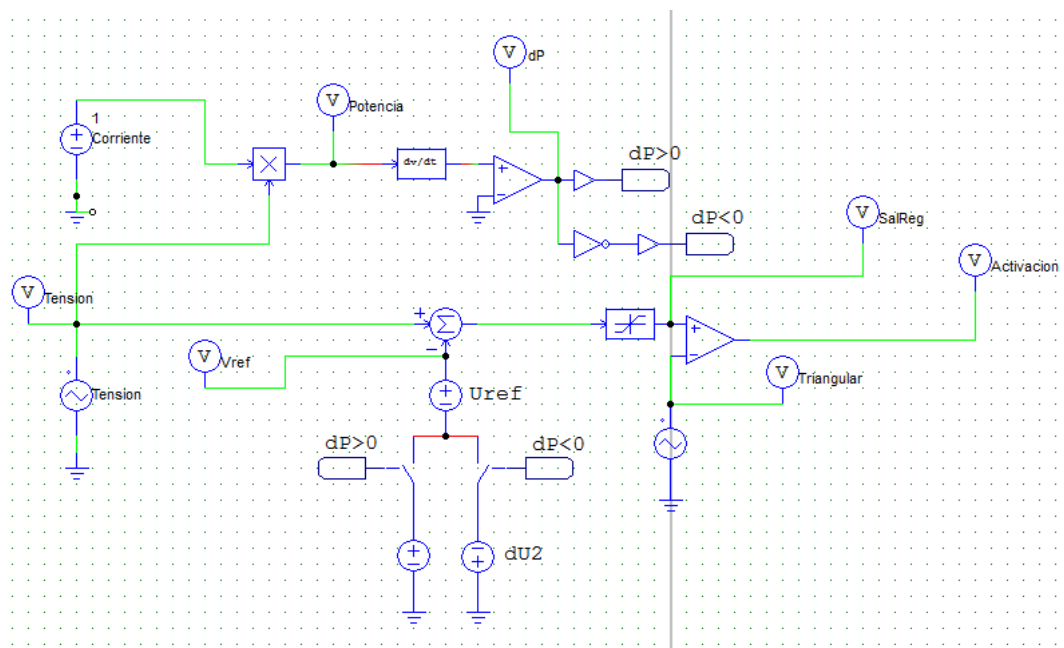 V
dP
V
Potencia
1
Corriente
dv/dt
dP>0
dP<0
V
SalReg
V
Activacion
V
Tension
V
Vref
Σ
Uref
Tension
V
Triangular
dP>0
dP<0
dU2